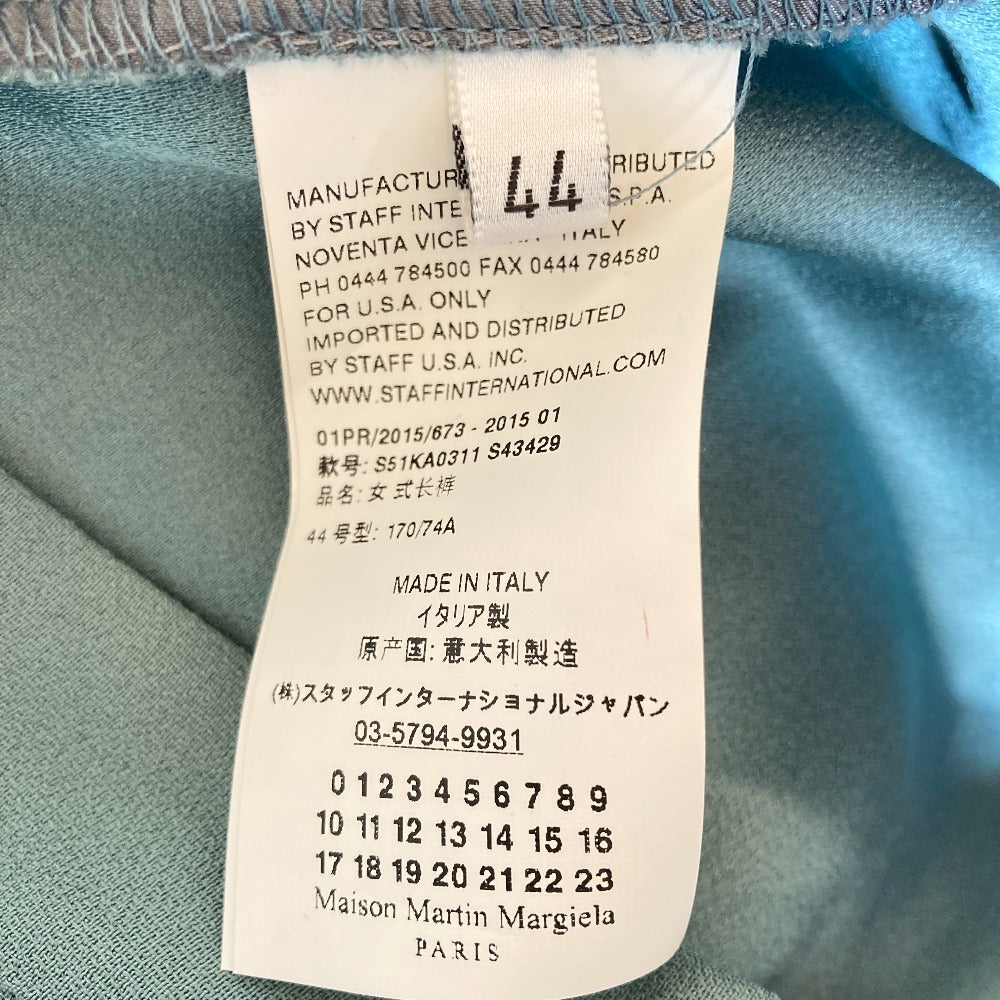 44
MANUFACTUR RIBUTED
BY STAFF INTE S.P.A.
NOVENTA VICE ITALY
PH 0444 784500 FAX 0444 784580
FOR U.S.A. ONLY
IMPORTED AND DISTRIBUTED
BY STAFF U.S.A. INC.
WWW.STAFFINTERNATIONAL.COM
01PR/2015/673 - 2015 01
款号: S51KA0311 S43429
品名: 女式长裤
44 号型: 170/74A
MADE IN ITALY
イタリア製
原产国: 意大利製造
(株)スタッフインターナショナルジャパン
03-5794-9931
0 1 2 3 4 5 6 7 8 9
10 11 12 13 14 15 16
17 18 19 20 21 22 23
Maison Martin Margiela
PARIS